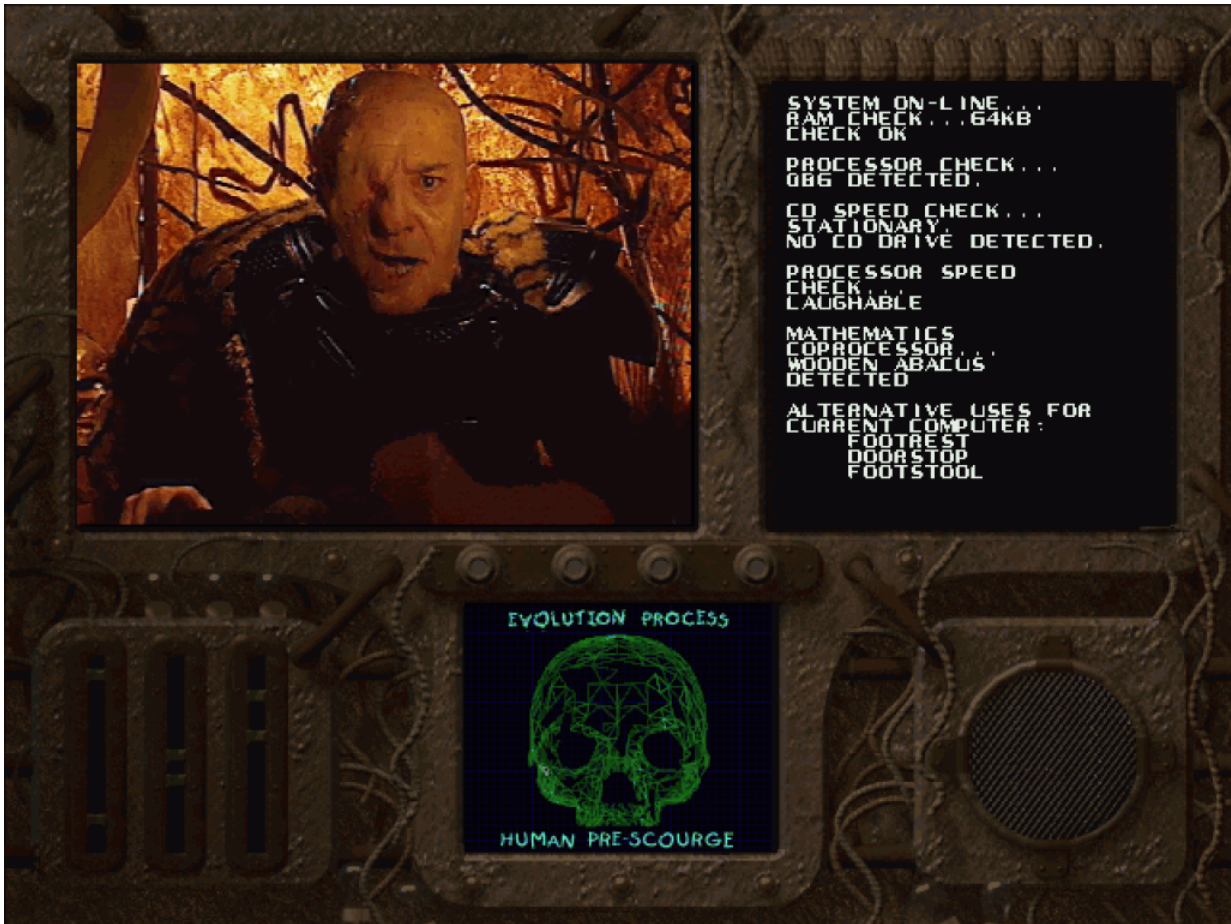 SYSTEM ON-LINE...
RAM CHECK...64KB
CHECK OK
PROCESSOR CHECK...
QBG DETECTED.
CD SPEED CHECK...
STATIONARY.
NO CD DRIVE DETECTED.
PROCESSOR SPEED
CHECK...
LAUGHABLE
MATHEMATICS
COPROCESSOR...
WOODEN ABACUS
DETECTED
ALTERNATIVE USES FOR
CURRENT COMPUTER:
FOOTREST
DOORSTOP
FOOTSTOOL
EVOLUTION PROCESS
HUMAN PRE-SCOURGE